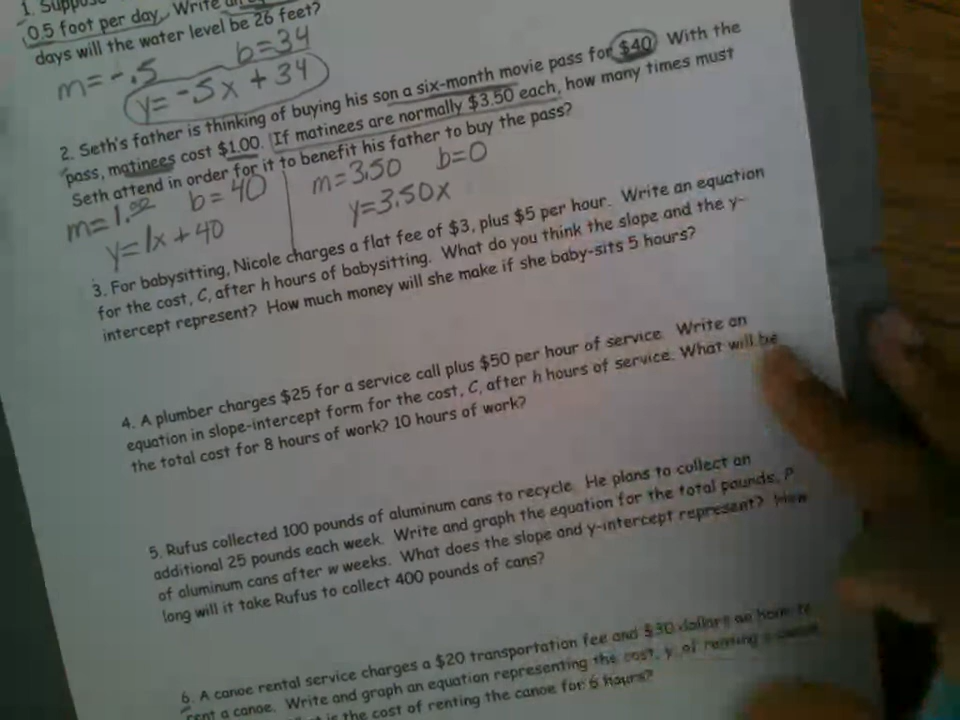 1. Suppose
0.5 foot per day. Write an
days will the water level be 26 feet?
m=-.5 b=34
y=-.5x + 34
2. Seth's father is thinking of buying his son a six-month movie pass for $40. With the
pass, matinees cost $1.00. If matinees are normally $3.50 each, how many times must
Seth attend in order for it to benefit his father to buy the pass?
m=1.00 b=40 m=3.50 b=0
y=1x+40 y=3.50x
3. For babysitting, Nicole charges a flat fee of $3, plus $5 per hour. Write an equation
for the cost, C, after h hours of babysitting. What do you think the slope and the y-
intercept represent? How much money will she make if she baby-sits 5 hours?
4. A plumber charges $25 for a service call plus $50 per hour of service. Write an
equation in slope-intercept form for the cost, C, after h hours of service. What will be
the total cost for 8 hours of work? 10 hours of work?
5. Rufus collected 100 pounds of aluminum cans to recycle. He plans to collect an
additional 25 pounds each week. Write and graph the equation for the total pounds, P
of aluminum cans after w weeks. What does the slope and y-intercept represent? How
long will it take Rufus to collect 400 pounds of cans?
6. A canoe rental service charges a $20 transportation fee and $30 dollars an hour to
rent a canoe. Write and graph an equation representing the cost, y, of renting a canoe
is the cost of renting the canoe for 6 hours?